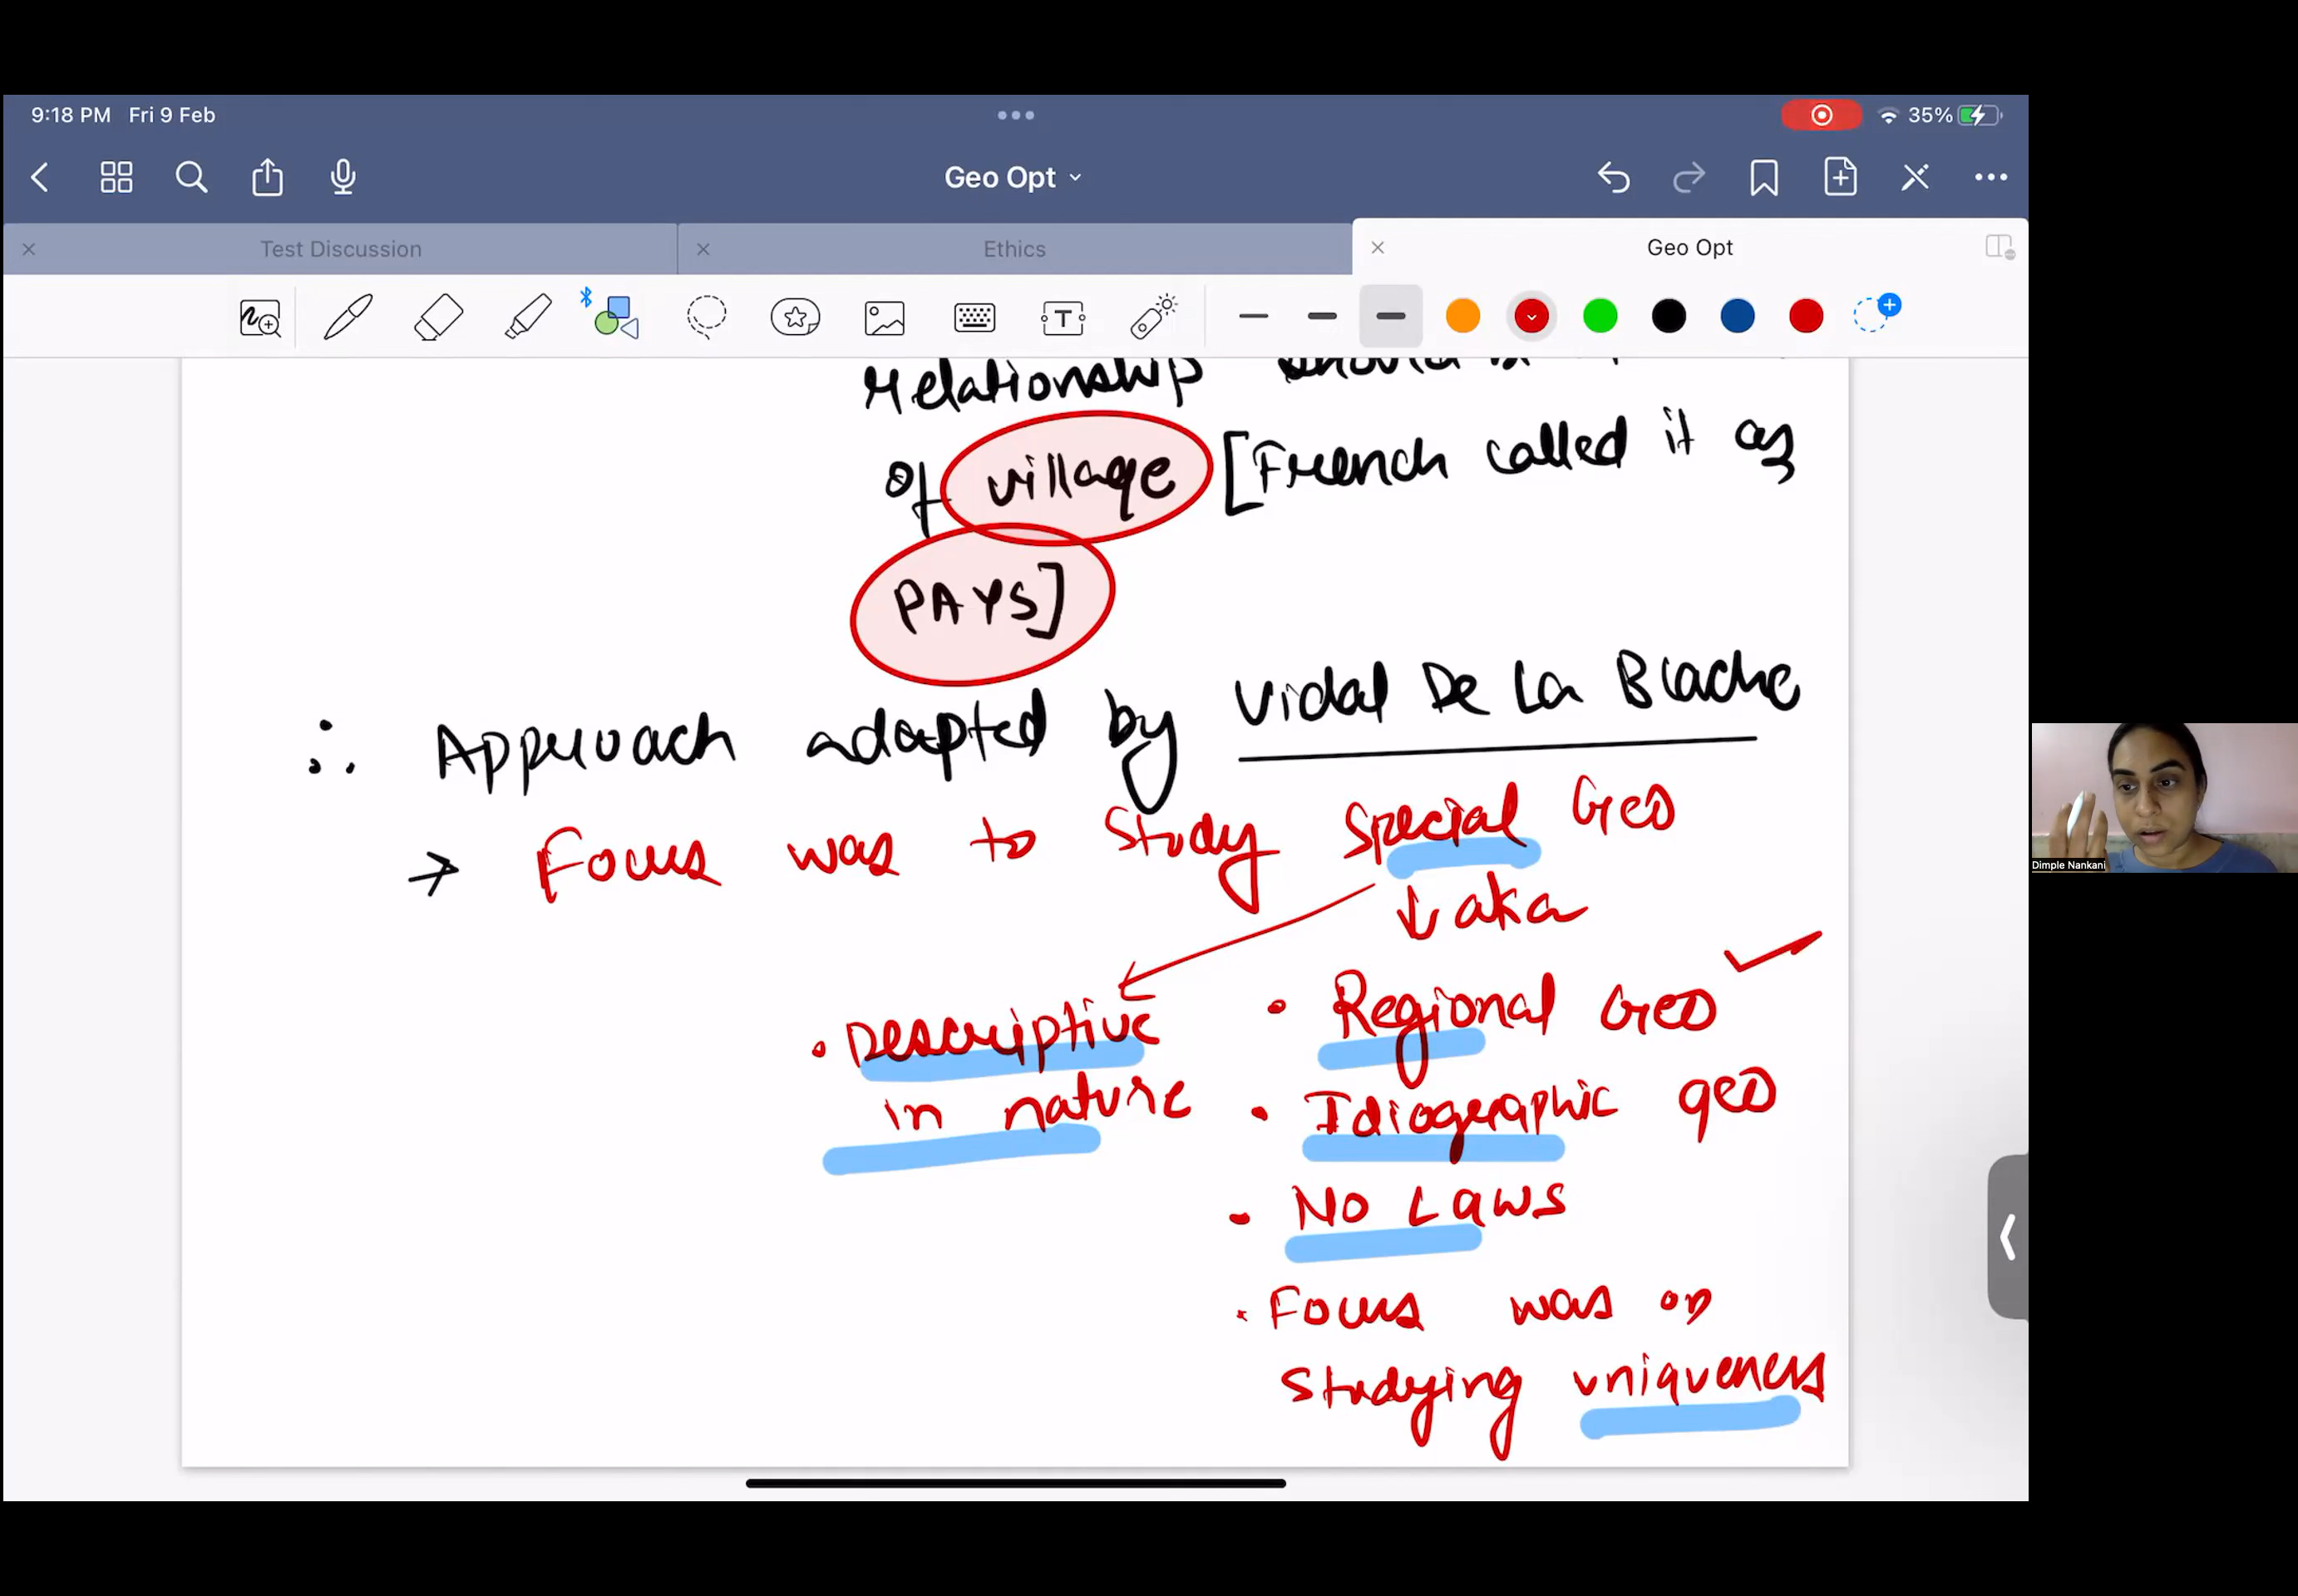 9:18 PM Fri 9 Feb
35%
Geo Opt
Test Discussion
Ethics
Geo Opt
T
relationship
of village [French called it as
PAYS]
∴ Approach adapted by Vidal De La Blache
→ Focus was to study special Geo
↓ aka
• Descriptive
in nature
• Regional Geo ✓
• Idiographic geo
• No Laws
• Focus was on
studying uniqueness
Dimple Nankani